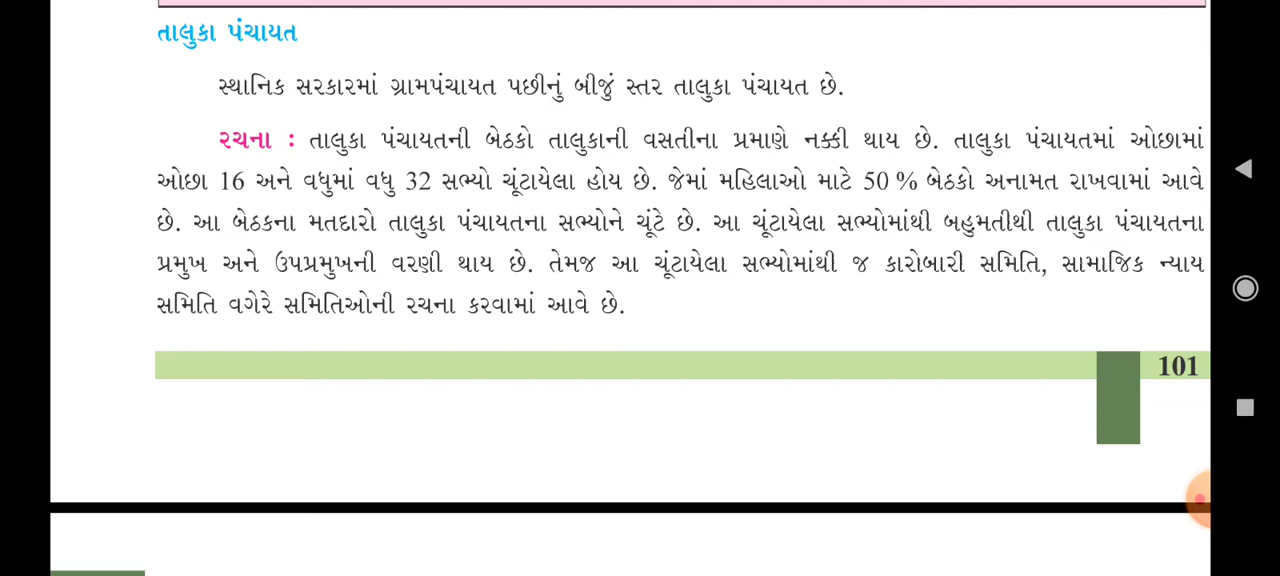 તાલુકા પંચાયત
સ્થાનિક સરકારમાં ગ્રામપંચાયત પછીનું બીજું સ્તર તાલુકા પંચાયત છે.
રચના : તાલુકા પંચાયતની બેઠકો તાલુકાની વસતીના પ્રમાણે નક્કી થાય છે. તાલુકા પંચાયતમાં ઓછામાં
ઓછા 16 અને વધુમાં વધુ 32 સભ્યો ચૂંટાયેલા હોય છે. જેમાં મહિલાઓ માટે 50 % બેઠકો અનામત રાખવામાં આવે
છે. આ બેઠકના મતદારો તાલુકા પંચાયતના સભ્યોને ચૂંટે છે. આ ચૂંટાયેલા સભ્યોમાંથી બહુમતીથી તાલુકા પંચાયતના
પ્રમુખ અને ઉપપ્રમુખની વરણી થાય છે. તેમજ આ ચૂંટાયેલા સભ્યોમાંથી જ કારોબારી સમિતિ, સામાજિક ન્યાય
સમિતિ વગેરે સમિતિઓની રચના કરવામાં આવે છે.
101